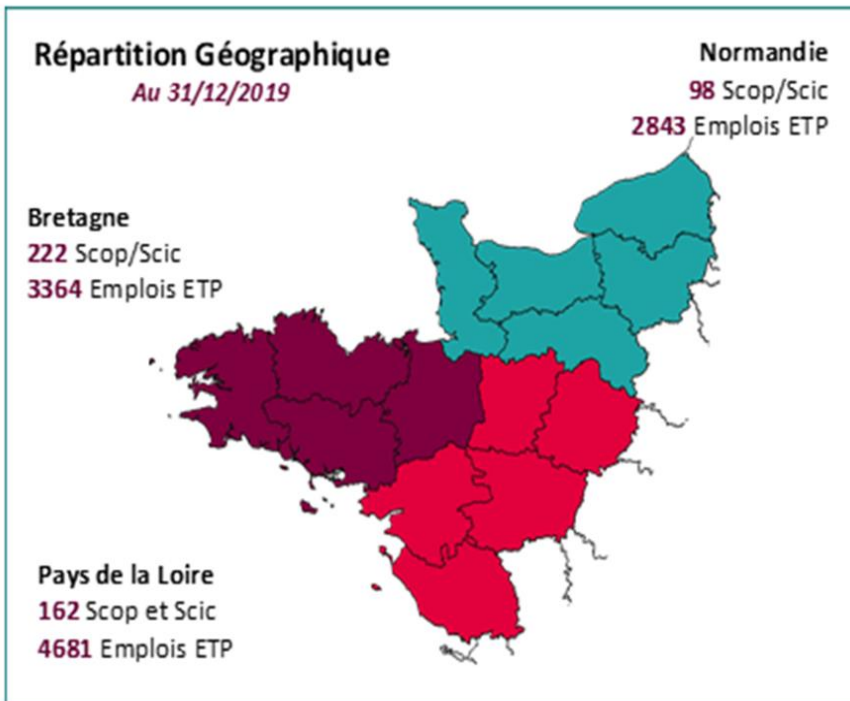 Répartition Géographique
Au 31/12/2019
Normandie
98 Scop/Scic
2843 Emplois ETP
Bretagne
222 Scop/Scic
3364 Emplois ETP
Pays de la Loire
162 Scop et Scic
4681 Emplois ETP